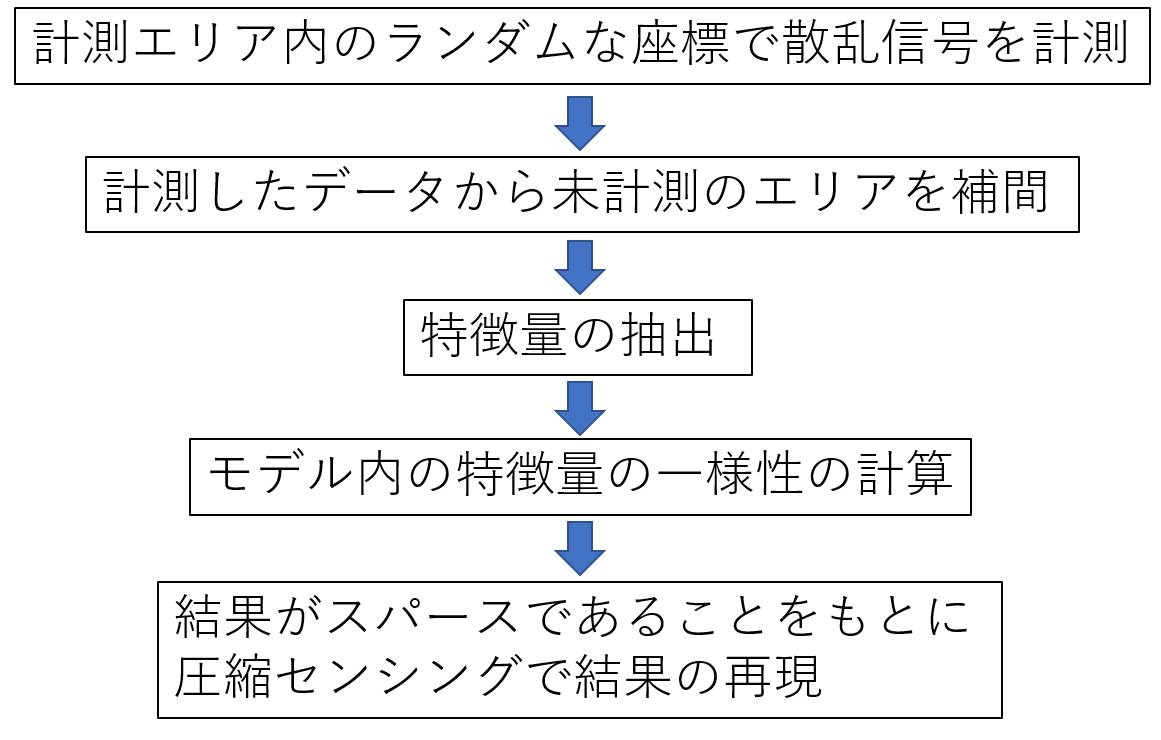 計測エリア内のランダムな座標で散乱信号を計測
計測したデータから未計測のエリアを補間
特徴量の抽出
モデル内の特徴量の一様性の計算
結果がスパースであることをもとに
圧縮センシングで結果の再現